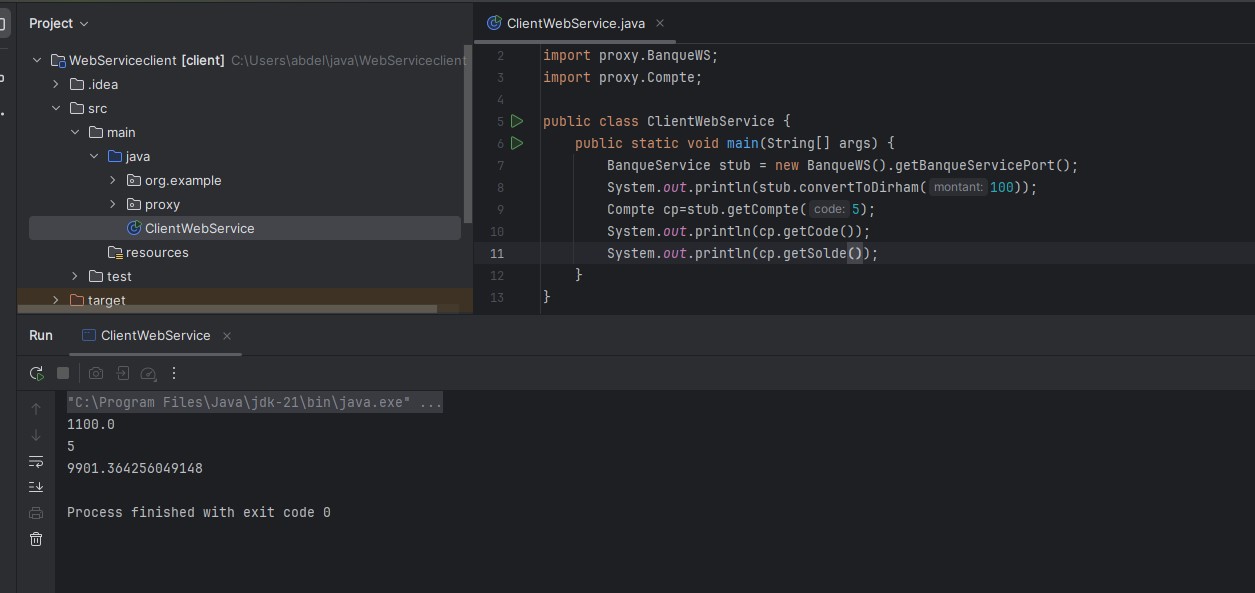 Project
ClientWebService.java
WebServiceclient [client] C:\Users\abdel\java\WebServiceclient
.idea
src
main
java
org.example
proxy
ClientWebService
resources
test
target
2 import proxy.BanqueWS;
3 import proxy.Compte;
4
5 public class ClientWebService {
6 public static void main(String[] args) {
7 BanqueService stub = new BanqueWS().getBanqueServicePort();
8 System.out.println(stub.convertToDirham( montant: 100));
9 Compte cp=stub.getCompte( code: 5);
10 System.out.println(cp.getCode());
11 System.out.println(cp.getSolde());
12 }
13 }
Run ClientWebService
"C:\Program Files\Java\jdk-21\bin\java.exe" ...
1100.0
5
9901.364256049148
Process finished with exit code 0